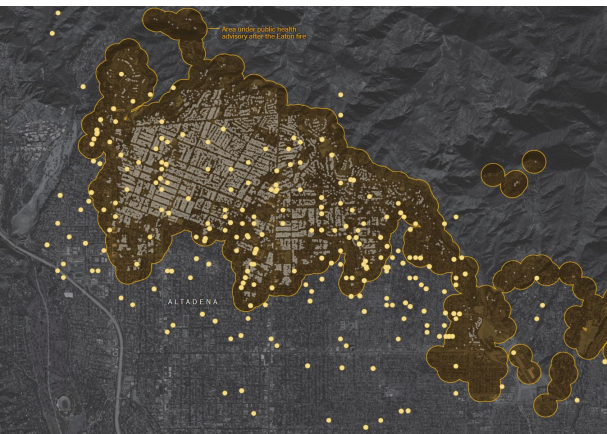 Area under public health
advisory after the Eaton fire
ALTADENA